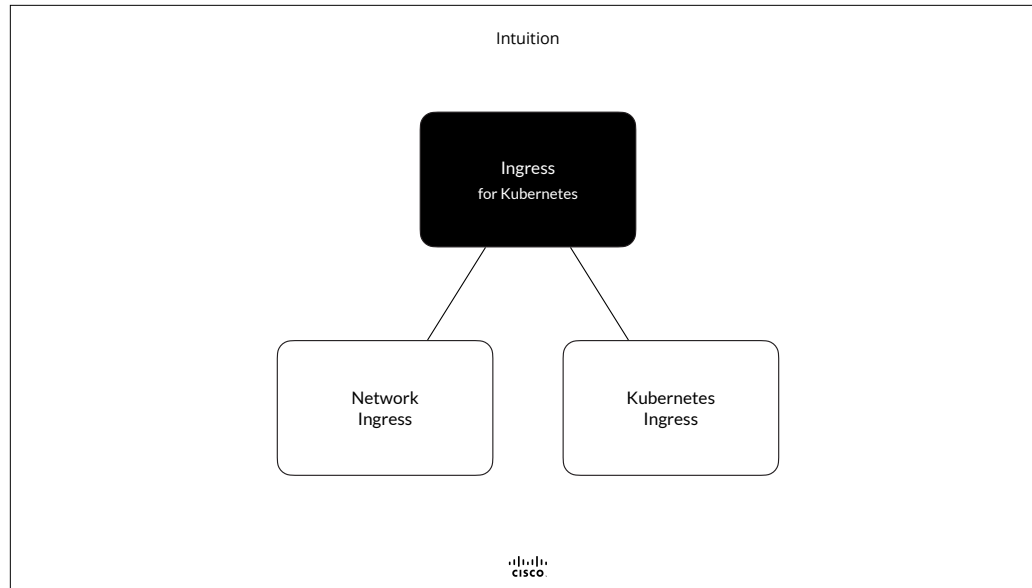 Intuition
Ingress
for Kubernetes
Network
Ingress
Kubernetes
Ingress
CISCO